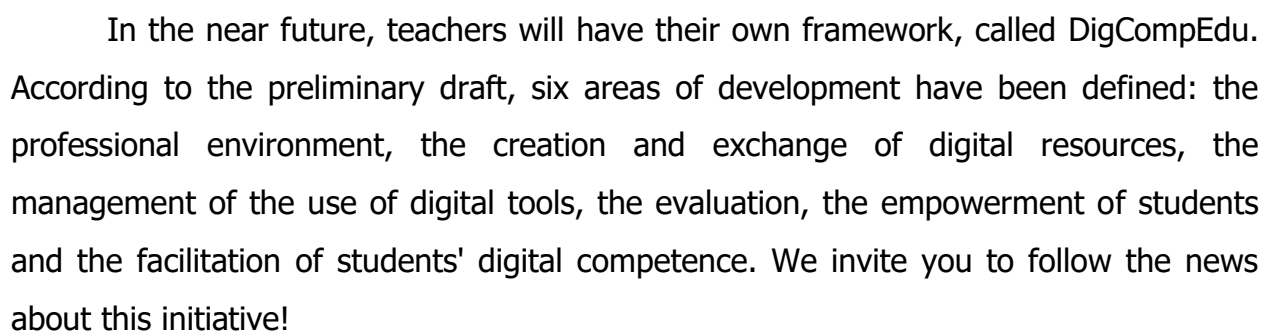 In the near future, teachers will have their own framework, called DigCompEdu.
According to the preliminary draft, six areas of development have been defined: the
professional environment, the creation and exchange of digital resources, the
management of the use of digital tools, the evaluation, the empowerment of students
and the facilitation of students' digital competence. We invite you to follow the news
about this initiative!